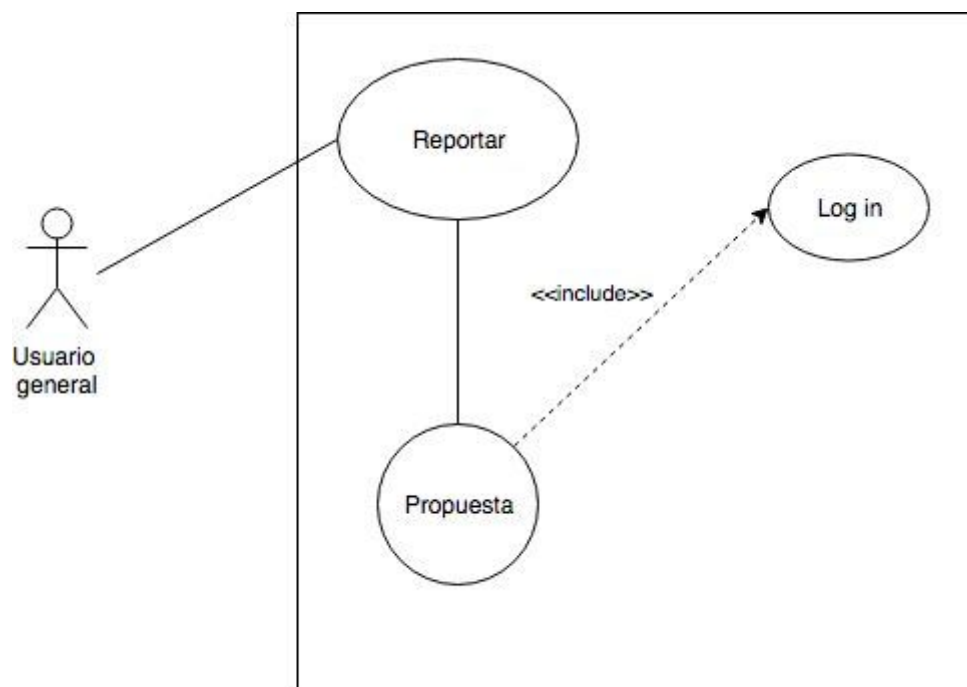 Reportar
Log in
<<include>>
Usuario
general
Propuesta